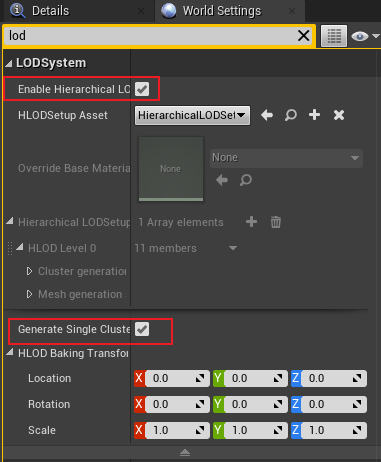 Details World Settings
lod
LODSystem
Enable Hierarchical LO
HLODSetup Asset HierarchicalLODSet
Override Base Materia None None
Hierarchical LODSetup 1 Array elements
HLOD Level 0 11 members
Cluster generation
Mesh generation
Generate Single Cluste
HLOD Baking Transfor
Location X 0.0 Y 0.0 Z 0.0
Rotation X 0.0 Y 0.0 Z 0.0
Scale X 1.0 Y 1.0 Z 1.0